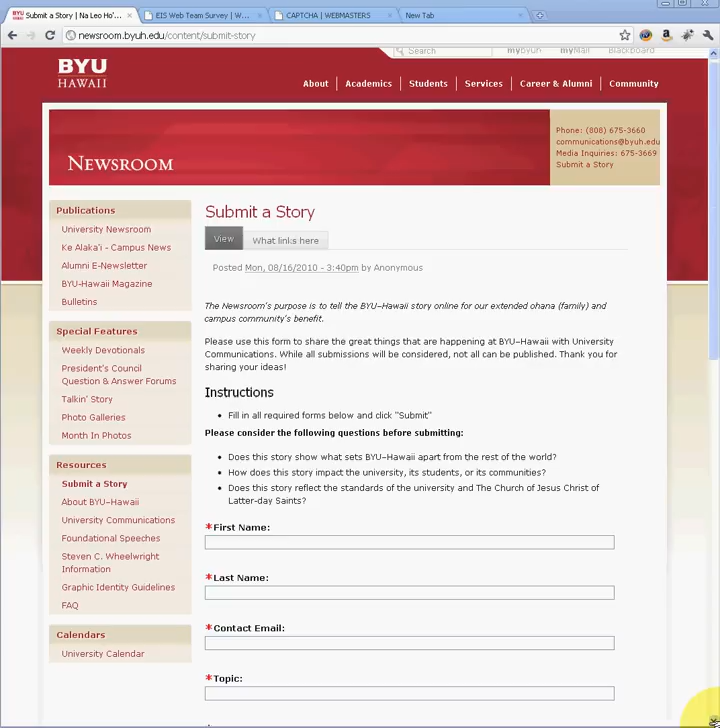 Submit a Story | Na Leo Ho'...
EIS Web Team Survey | W...
CAPTCHA | WEBMASTERS
New Tab
newsroom.byuh.edu/content/submit-story
Search
mybyuh
myMail
Blackboard
BYU
HAWAII
About
Academics
Students
Services
Career & Alumni
Community
NEWSROOM
Phone: (808) 675-3660
communications@byuh.edu
Media Inquiries: 675-3669
Submit a Story
Publications
University Newsroom
Ke Alaka'i - Campus News
Alumni E-Newsletter
BYU-Hawaii Magazine
Bulletins
Special Features
Weekly Devotionals
President's Council
Question & Answer Forums
Talkin' Story
Photo Galleries
Month In Photos
Resources
Submit a Story
About BYU–Hawaii
University Communications
Foundational Speeches
Steven C. Wheelwright
Information
Graphic Identity Guidelines
FAQ
Calendars
University Calendar
Submit a Story
View
What links here
Posted Mon, 08/16/2010 - 3:40pm by Anonymous
The Newsroom's purpose is to tell the BYU–Hawaii story online for our extended ohana (family) and
campus community's benefit.
Please use this form to share the great things that are happening at BYU–Hawaii with University
Communications. While all submissions will be considered, not all can be published. Thank you for
sharing your ideas!
Instructions
• Fill in all required forms below and click "Submit"
Please consider the following questions before submitting:
• Does this story show what sets BYU–Hawaii apart from the rest of the world?
• How does this story impact the university, its students, or its communities?
• Does this story reflect the standards of the university and The Church of Jesus Christ of
Latter-day Saints?
*First Name:
*Last Name:
*Contact Email:
*Topic: